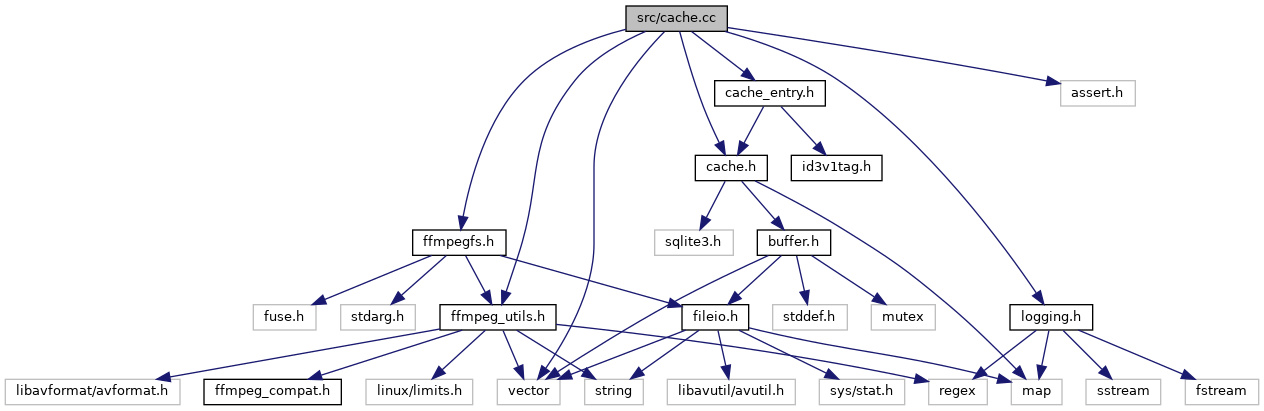 src/cache.cc
cache_entry.h
assert.h
cache.h
id3v1tag.h
ffmpegfs.h
sqlite3.h
buffer.h
fuse.h
stdarg.h
ffmpeg_utils.h
fileio.h
stddef.h
mutex
logging.h
libavformat/avformat.h
ffmpeg_compat.h
linux/limits.h
vector
string
libavutil/avutil.h
sys/stat.h
regex
map
sstream
fstream